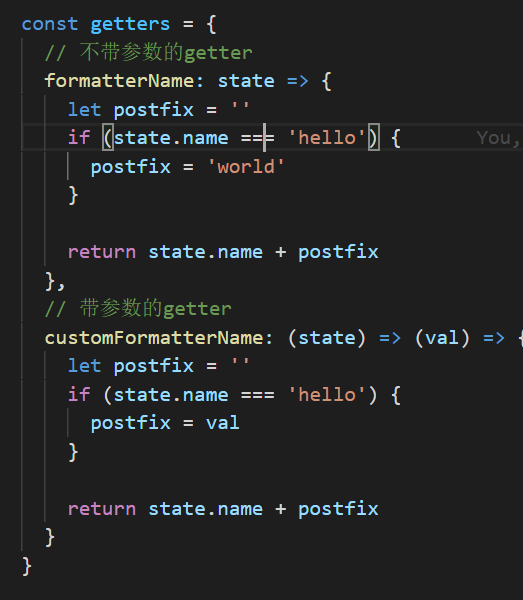 const getters = {
  // 不带参数的getter
  formatterName: state => {
    let postfix = ''
    if (state.name === 'hello') { You,
      postfix = 'world'
    }
    return state.name + postfix
  },
  // 带参数的getter
  customFormatterName: (state) => (val) => {
    let postfix = ''
    if (state.name === 'hello') {
      postfix = val
    }
    return state.name + postfix
  }
}